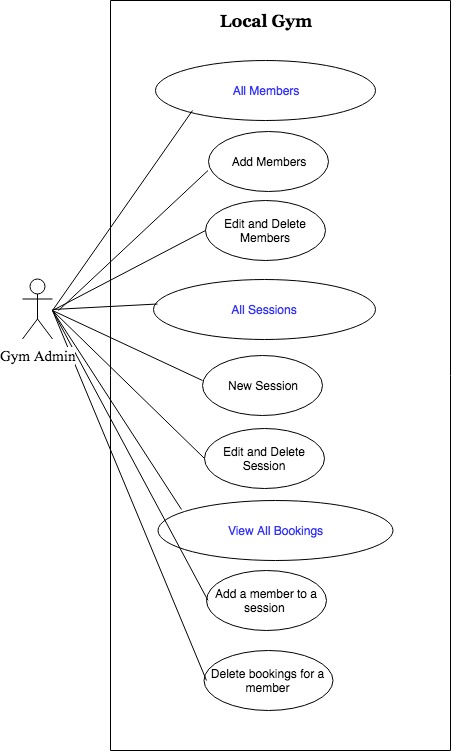 Local Gym
All Members
Add Members
Edit and Delete
Members
All Sessions
Gym Admin
New Session
Edit and Delete
Session
View All Bookings
Add a member to a
session
Delete bookings for a
member